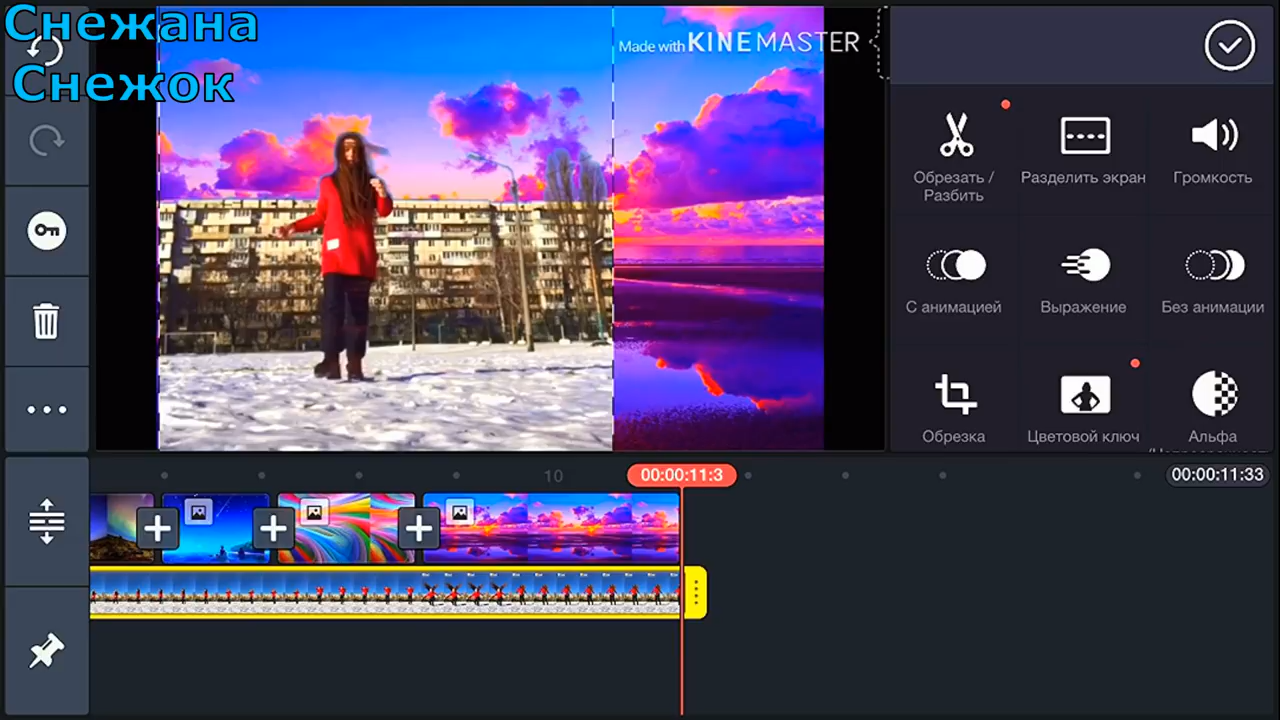 Снежана
Снежок
Made with KINEMASTER
Обрезать /
Разбить
Разделить экран
Громкость
С анимацией
Выражение
Без анимации
Обрезка
Цветовой ключ
Альфа
10
00:00:11:3
00:00:11:33